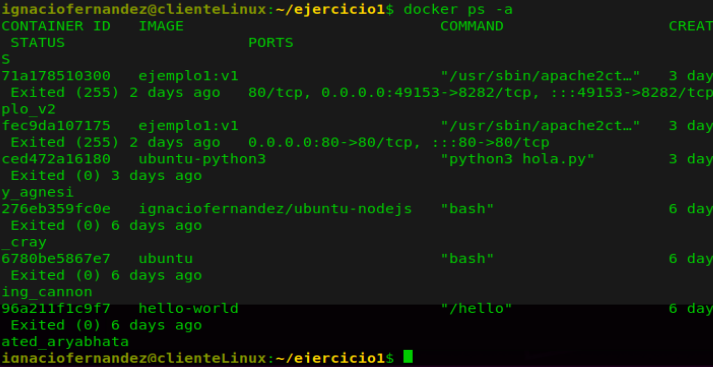 ignaciofernandez@clienteLinux:~/ejercicio1$ docker ps -a
CONTAINER ID   IMAGE                             COMMAND                  CREAT
 STATUS                     PORTS
S
71a178510300   ejemplo1:v1                       "/usr/sbin/apache2ct…"   3 day
 Exited (255) 2 days ago   80/tcp, 0.0.0.0:49153->8282/tcp, :::49153->8282/tcp
plo_v2
fec9da107175   ejemplo1:v1                       "/usr/sbin/apache2ct…"   3 day
 Exited (255) 2 days ago   0.0.0.0:80->80/tcp, :::80->80/tcp
ced472a16180   ubuntu-python3                    "python3 hola.py"        3 day
 Exited (0) 3 days ago
y_agnesi
276eb359fc0e   ignaciofernandez/ubuntu-nodejs   "bash"                   6 day
 Exited (0) 6 days ago
_cray
6780be5867e7   ubuntu                            "bash"                   6 day
 Exited (0) 6 days ago
ing_cannon
96a211f1c9f7   hello-world                       "/hello"                 6 day
 Exited (0) 6 days ago
ated_aryabhata
ignaciofernandez@clienteLinux:~/ejercicio1$